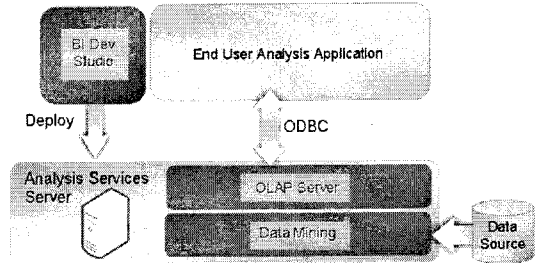 BI Dev
Studio
End User Analysis Application
Deploy
ODBC
Analysis Services
Server
OLAP Server
Data Mining
Data
Source